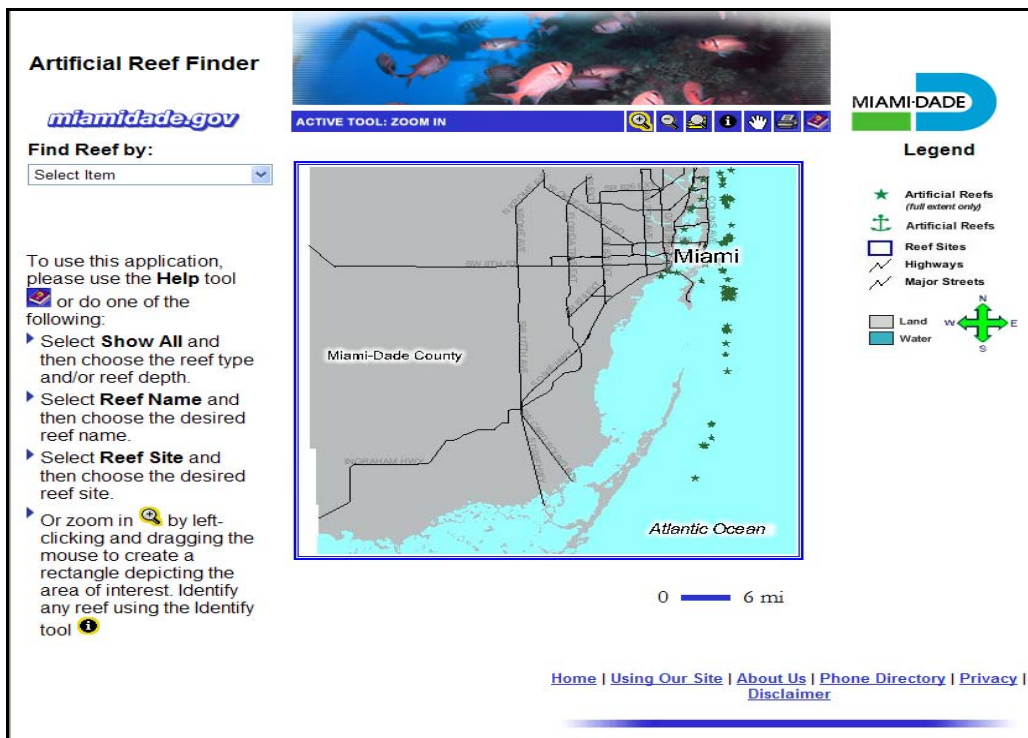 Artificial Reef Finder
miamidade.gov
ACTIVE TOOL: ZOOM IN
MIAMI·DADE
Find Reef by:
Select Item
To use this application,
please use the Help tool
or do one of the
following:
Select Show All and
then choose the reef type
and/or reef depth.
Select Reef Name and
then choose the desired
reef name.
Select Reef Site and
then choose the desired
reef site.
Or zoom in by left-
clicking and dragging the
mouse to create a
rectangle depicting the
area of interest. Identify
any reef using the Identify
tool
Miami
Miami-Dade County
INGRAHAM HWY
Atlantic Ocean
0 6 mi
Legend
Artificial Reefs
(full extent only)
Artificial Reefs
Reef Sites
Highways
Major Streets
Land
Water
N
W E
S
Home | Using Our Site | About Us | Phone Directory | Privacy |
Disclaimer